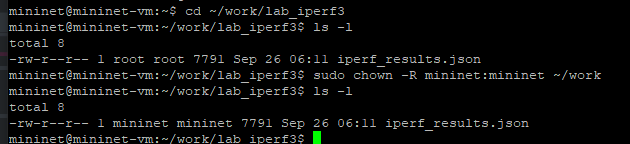 mininet@mininet-vm:~$ cd ~/work/lab_iperf3
mininet@mininet-vm:~/work/lab_iperf3$ ls -l
total 8
-rw-r--r-- 1 root root 7791 Sep 26 06:11 iperf_results.json
mininet@mininet-vm:~/work/lab_iperf3$ sudo chown -R mininet:mininet ~/work
mininet@mininet-vm:~/work/lab_iperf3$ ls -l
total 8
-rw-r--r-- 1 mininet mininet 7791 Sep 26 06:11 iperf_results.json
mininet@mininet-vm:~/work/lab_iperf3$